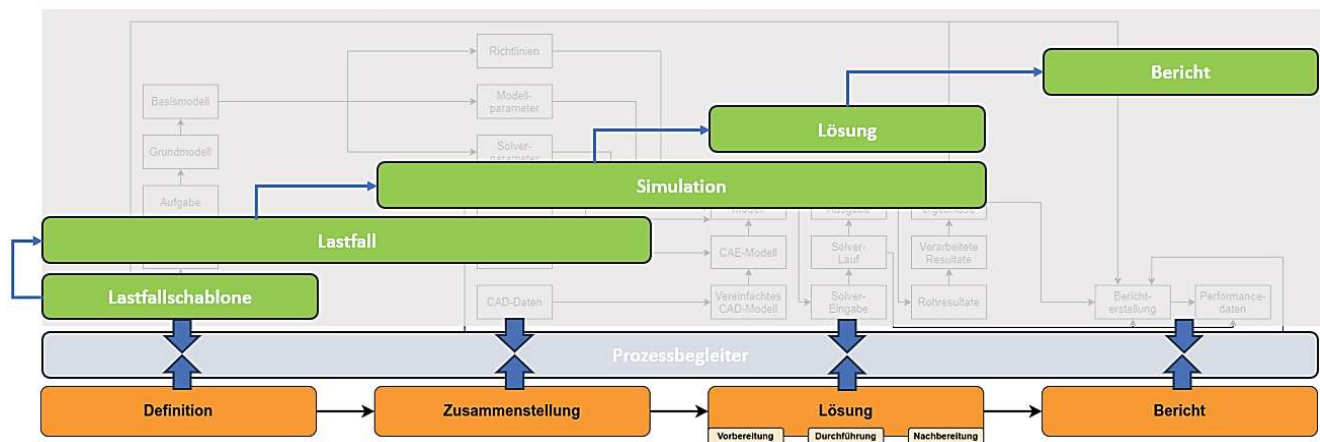 Richtlinien
Bericht
Basismodell
Modell-
parameter
Lösung
Grundmodell
Solver-
parameter
Simulation
Aufgabe
Modell
Ausgabe
Lastfall
CAE-Modell
Solver-
Lauf
Verarbeitete
Resultate
Lastfallschablone
CAD-Daten
Vereinfachtes
CAD-Modell
Solver-
Eingabe
Rohresultate
Bericht-
erstellung
Performance-
daten
Prozessbegleiter
Definition
Zusammenstellung
Lösung
Bericht
Vorbereitung
Durchführung
Nachbereitung